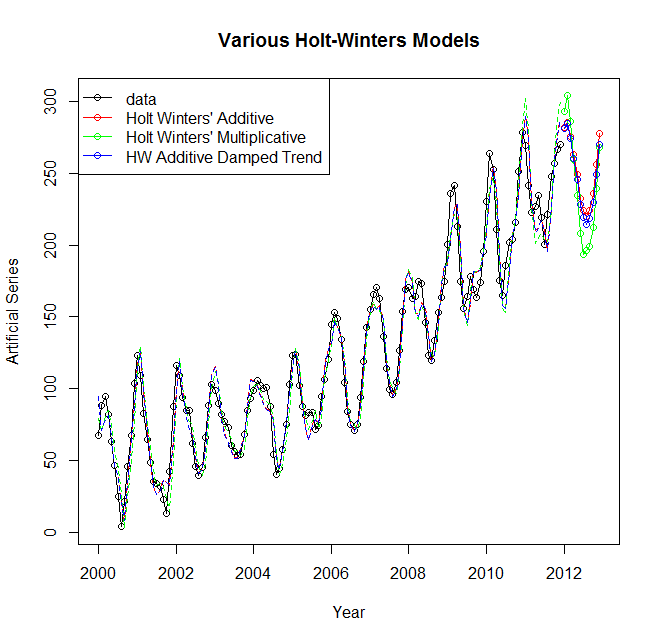 Various Holt-Winters Models
data
Holt Winters' Additive
Holt Winters' Multiplicative
HW Additive Damped Trend
Artificial Series
300
250
200
150
100
50
0
2000 2002 2004 2006 2008 2010 2012
Year